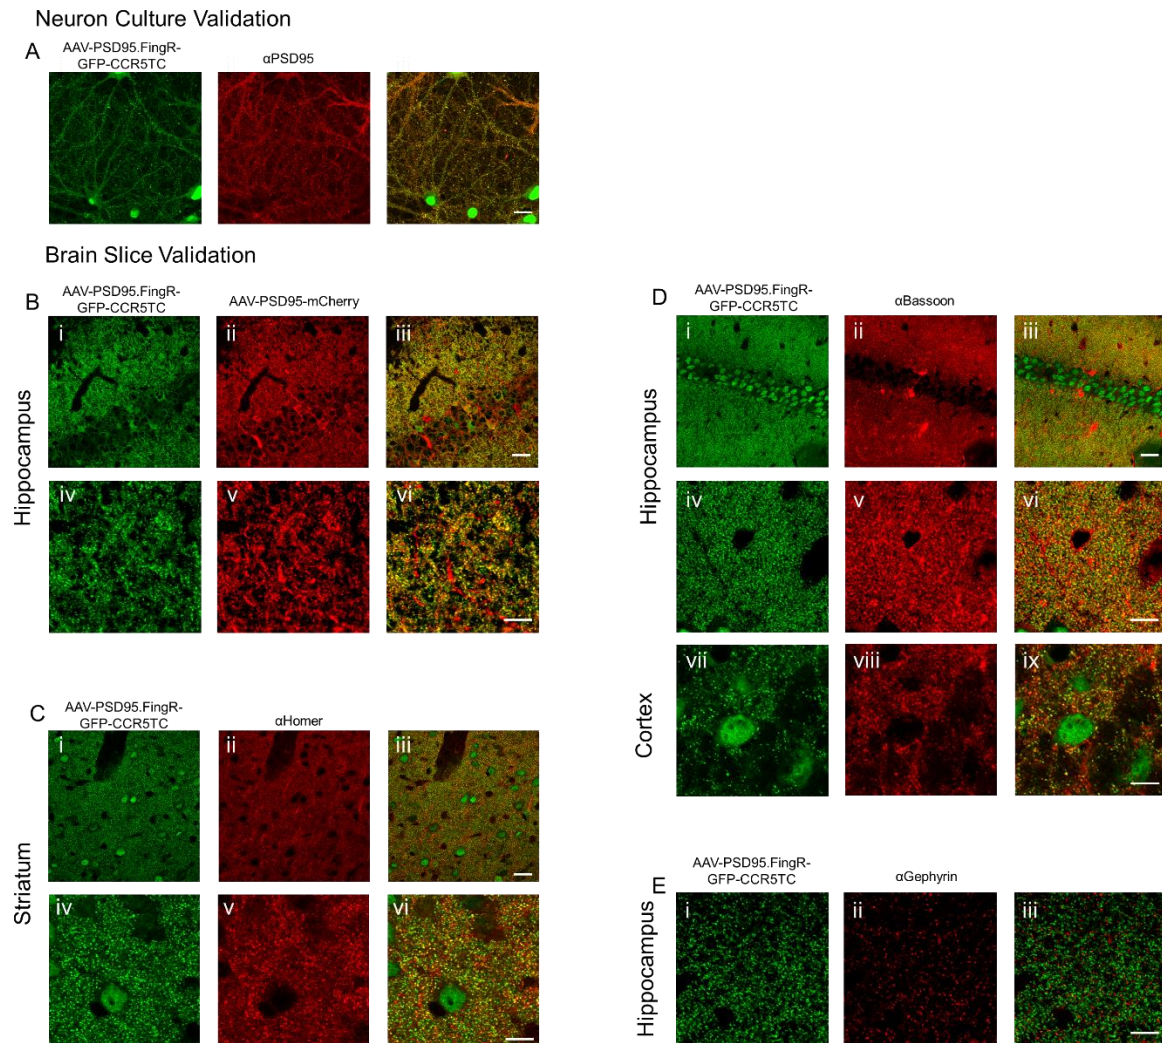 Neuron Culture Validation
A
AAV-PSD95.FingR-
GFP-CCR5TC
αPSD95
Brain Slice Validation
B
AAV-PSD95.FingR-
GFP-CCR5TC
AAV-PSD95-mCherry
Hippocampus
i
ii
iii
iv
v
vi
C
AAV-PSD95.FingR-
GFP-CCR5TC
αHomer
Striatum
i
ii
iii
iv
v
vi
D
AAV-PSD95.FingR-
GFP-CCR5TC
αBassoon
Hippocampus
i
ii
iii
iv
v
vi
Cortex
vii
viii
ix
E
AAV-PSD95.FingR-
GFP-CCR5TC
αGephyrin
Hippocampus
i
ii
iii